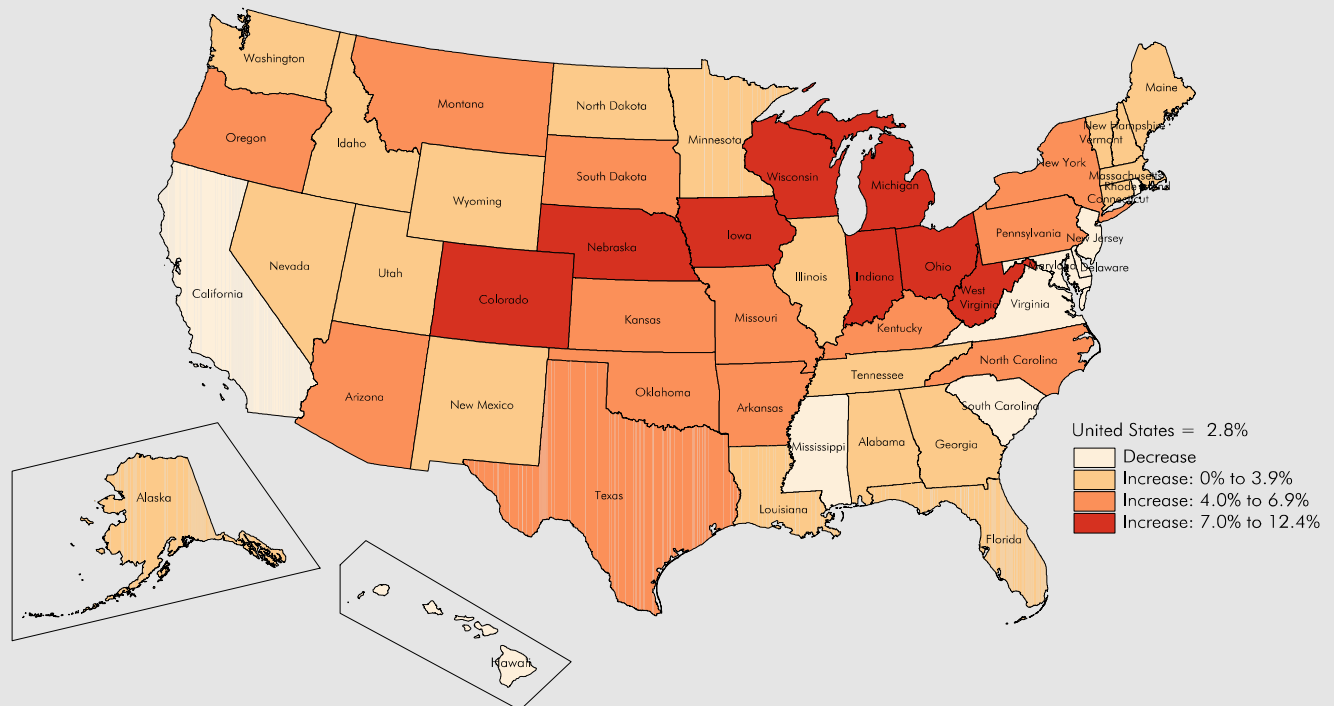 Washington
Maine
Montana
North Dakota
Minnesota
New Hampshire
Vermont
Oregon
Idaho
New York
Wisconsin
Michigan
Massachusetts
South Dakota
Rhode Island
Connecticut
Wyoming
Iowa
Pennsylvania
New Jersey
Nebraska
Nevada
Utah
Illinois
Indiana
Ohio
Maryland
Delaware
California
Colorado
West
Virginia
Virginia
Kansas
Missouri
Kentucky
North Carolina
Tennessee
Arizona
New Mexico
Oklahoma
Arkansas
South Carolina
Mississippi
Alabama
Georgia
Texas
Louisiana
Florida
Alaska
Hawaii
United States = 2.8%
Decrease
Increase: 0% to 3.9%
Increase: 4.0% to 6.9%
Increase: 7.0% to 12.4%